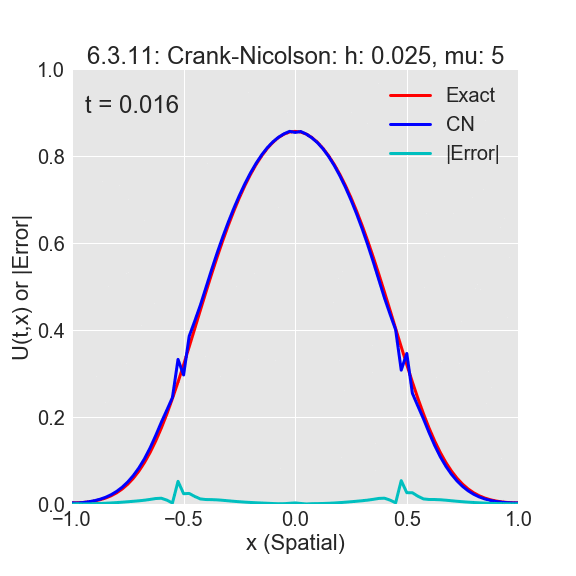 6.3.11: Crank-Nicolson: h: 0.025, mu: 5
1.0
t = 0.016
Exact
CN
|Error|
0.8
0.6
0.4
0.2
0.0
U(t,x) or |Error|
−1.0
−0.5
0.0
0.5
1.0
x (Spatial)